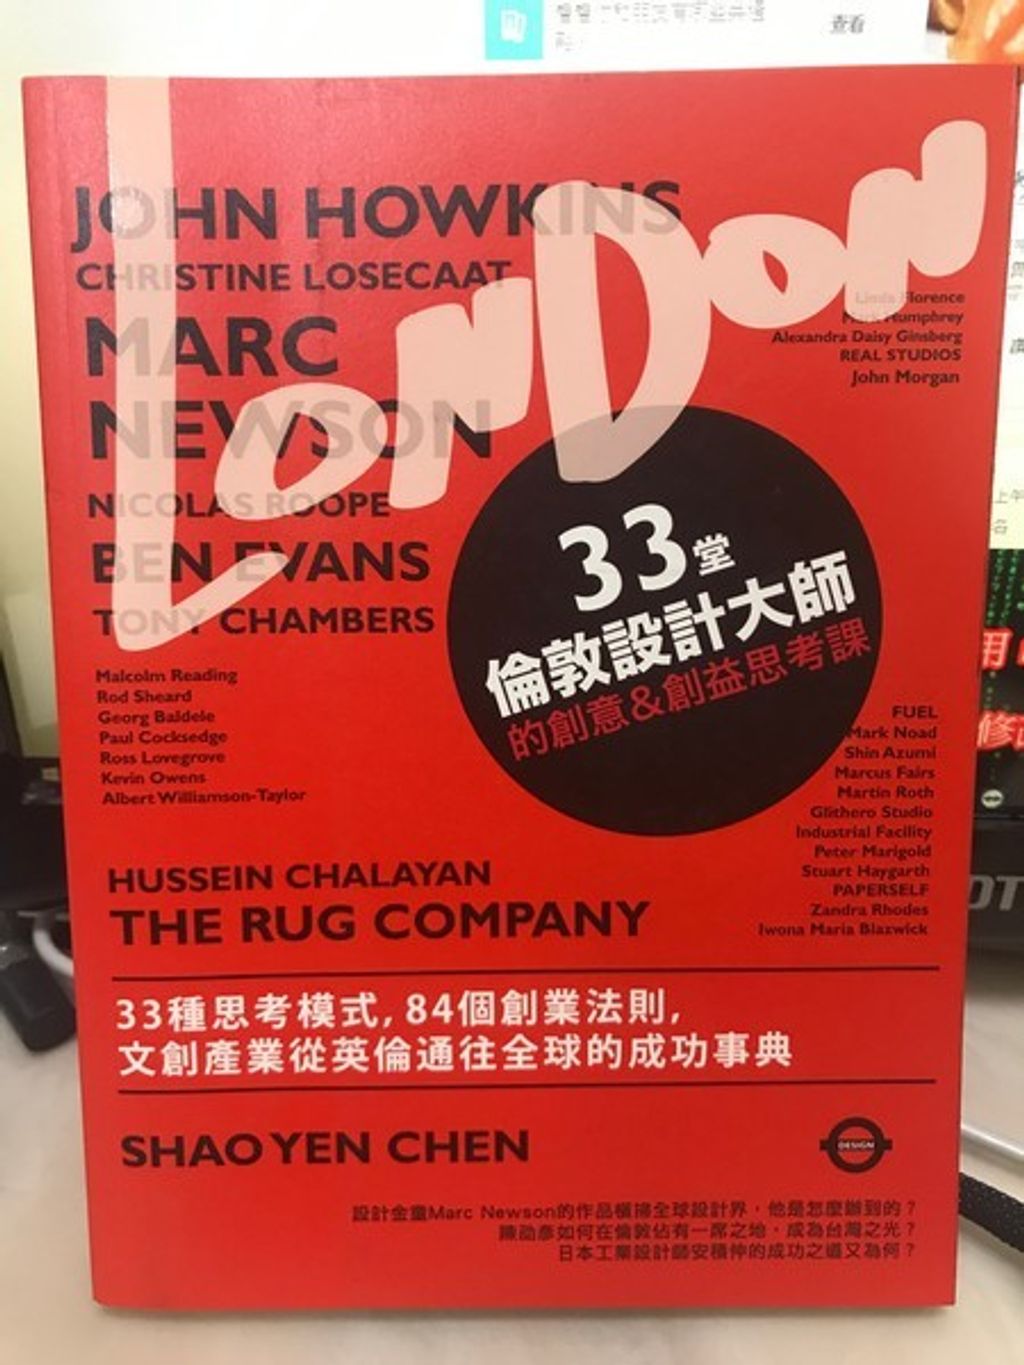 LONDON
JOHN HOWKINS
CHRISTINE LOSECAAT
MARC
NEWSON
NICOLAS ROOPE
BEN EVANS
TONY CHAMBERS
Linda Florence
Mark Humphrey
Alexandra Daisy Ginsberg
REAL STUDIOS
John Morgan
33堂
倫敦設計大師
的創意&創益思考課
Malcolm Reading
Rod Sheard
Georg Baldele
Paul Cocksedge
Ross Lovegrove
Kevin Owens
Albert Williamson-Taylor
FUEL
Mark Noad
Shin Azumi
Marcus Fairs
Martin Roth
Glithero Studio
Industrial Facility
Peter Marigold
Stuart Haygarth
PAPERSELF
Zandra Rhodes
Iwona Maria Blazwick
HUSSEIN CHALAYAN
THE RUG COMPANY
33種思考模式, 84個創業法則,
文創產業從英倫通往全球的成功事典
SHAO YEN CHEN
DESIGN
設計金童Marc Newson的作品橫掃全球設計界，他是怎麼辦到的？
陳劭彥如何在倫敦佔有一席之地，成為台灣之光？
日本工業設計師安積伸的成功之道又為何？